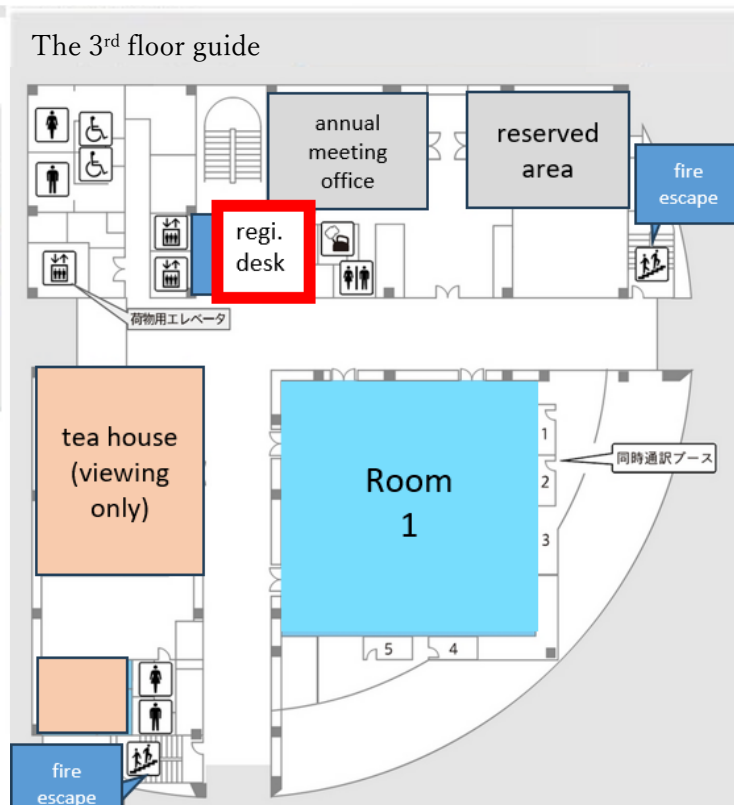 The 3rd floor guide
annual
meeting
office
reserved
area
fire
escape
regi.
desk
荷物用エレベータ
tea house
(viewing
only)
Room
1
1
2
3
同時通訳ブース
5
4
fire
escape